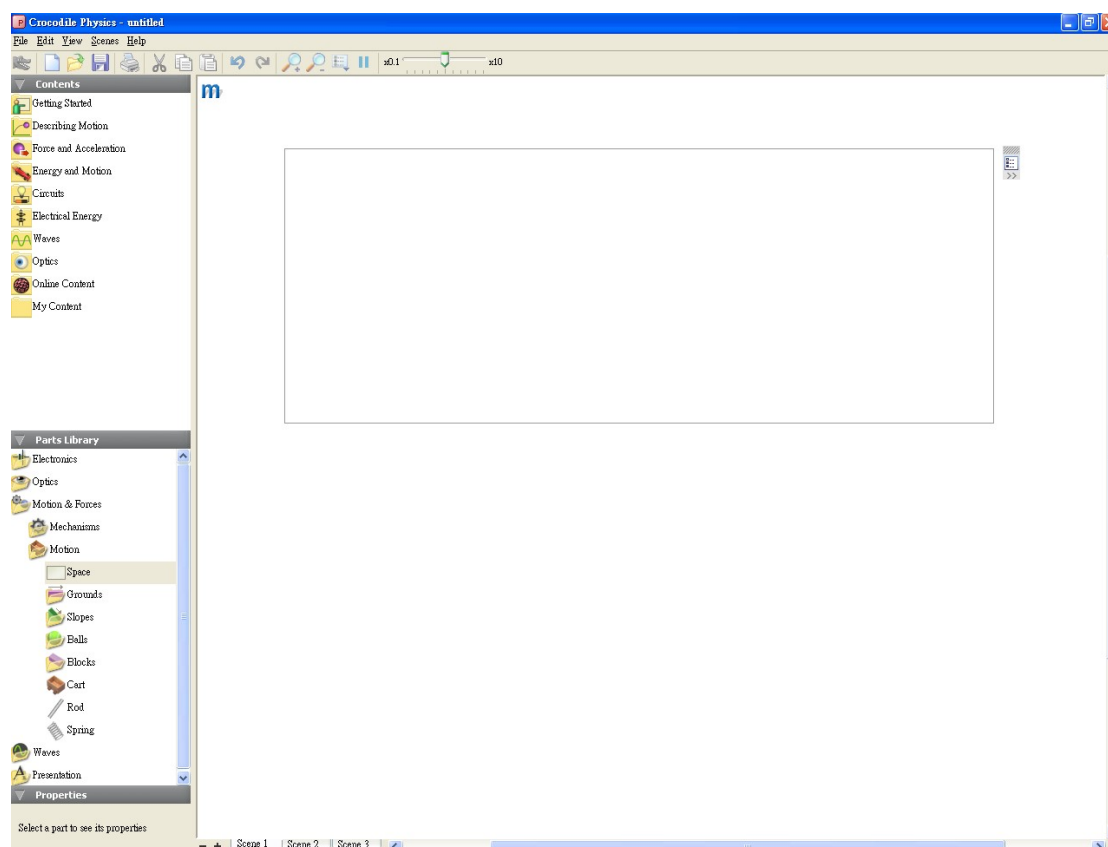 Crocodile Physics - untitled
File Edit View Scenes Help
x0.1 x10
Contents
Getting Started
Describing Motion
Force and Acceleration
Energy and Motion
Circuits
Electrical Energy
Waves
Optics
Online Content
My Content
m
>>
Parts Library
Electronics
Optics
Motion & Forces
Mechanisms
Motion
Space
Grounds
Slopes
Balls
Blocks
Cart
Rod
Spring
Waves
Presentation
Properties
Select a part to see its properties
- + Scene 1 Scene 2 Scene 3